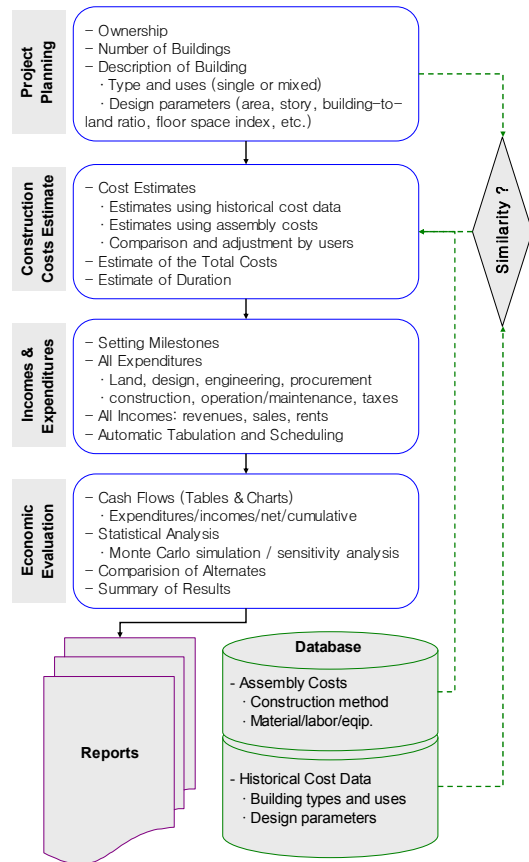 Project
Planning
– Ownership
– Number of Buildings
– Description of Building
· Type and uses (single or mixed)
· Design parameters (area, story, building-to-
land ratio, floor space index, etc.)
Similarity ?
Construction
Costs Estimate
– Cost Estimates
· Estimates using historical cost data
· Estimates using assembly costs
· Comparison and adjustment by users
– Estimate of the Total Costs
– Estimate of Duration
Incomes &
Expenditures
– Setting Milestones
– All Expenditures
· Land, design, engineering, procurement
· construction, operation/maintenance, taxes
– All Incomes: revenues, sales, rents
– Automatic Tabulation and Scheduling
Economic
Evaluation
– Cash Flows (Tables & Charts)
· Expenditures/incomes/net/cumulative
– Statistical Analysis
· Monte Carlo simulation / sensitivity analysis
– Comparision of Alternates
– Summary of Results
Reports
Database
- Assembly Costs
· Construction method
· Material/labor/eqip.
- Historical Cost Data
· Building types and uses
· Design parameters